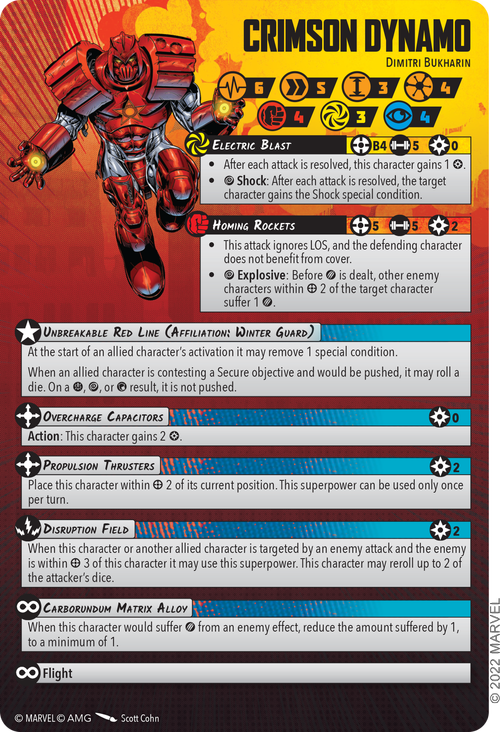 CRIMSON DYNAMO
DIMITRI BUKHARIN
6 5 3 4
4 3 4
ELECTRIC BLAST B4 5 0
• After each attack is resolved, this character gains 1 .
• Shock: After each attack is resolved, the target
character gains the Shock special condition.
HOMING ROCKETS 5 5 2
• This attack ignores LOS, and the defending character
does not benefit from cover.
• Explosive: Before is dealt, other enemy
characters within 2 of the target character
suffer 1 .
UNBREAKABLE RED LINE (AFFILIATION: WINTER GUARD)
At the start of an allied character's activation it may remove 1 special condition.
When an allied character is contesting a Secure objective and would be pushed, it may roll a
die. On a , , or result, it is not pushed.
OVERCHARGE CAPACITORS 0
Action: This character gains 2 .
PROPULSION THRUSTERS 2
Place this character within 2 of its current position. This superpower can be used only once
per turn.
DISRUPTION FIELD 2
When this character or another allied character is targeted by an enemy attack and the enemy
is within 3 of this character it may use this superpower. This character may reroll up to 2 of
the attacker's dice.
CARBORUNDUM MATRIX ALLOY
When this character would suffer from an enemy effect, reduce the amount suffered by 1,
to a minimum of 1.
Flight
© MARVEL © AMG Scott Cohn
© 2022 MARVEL